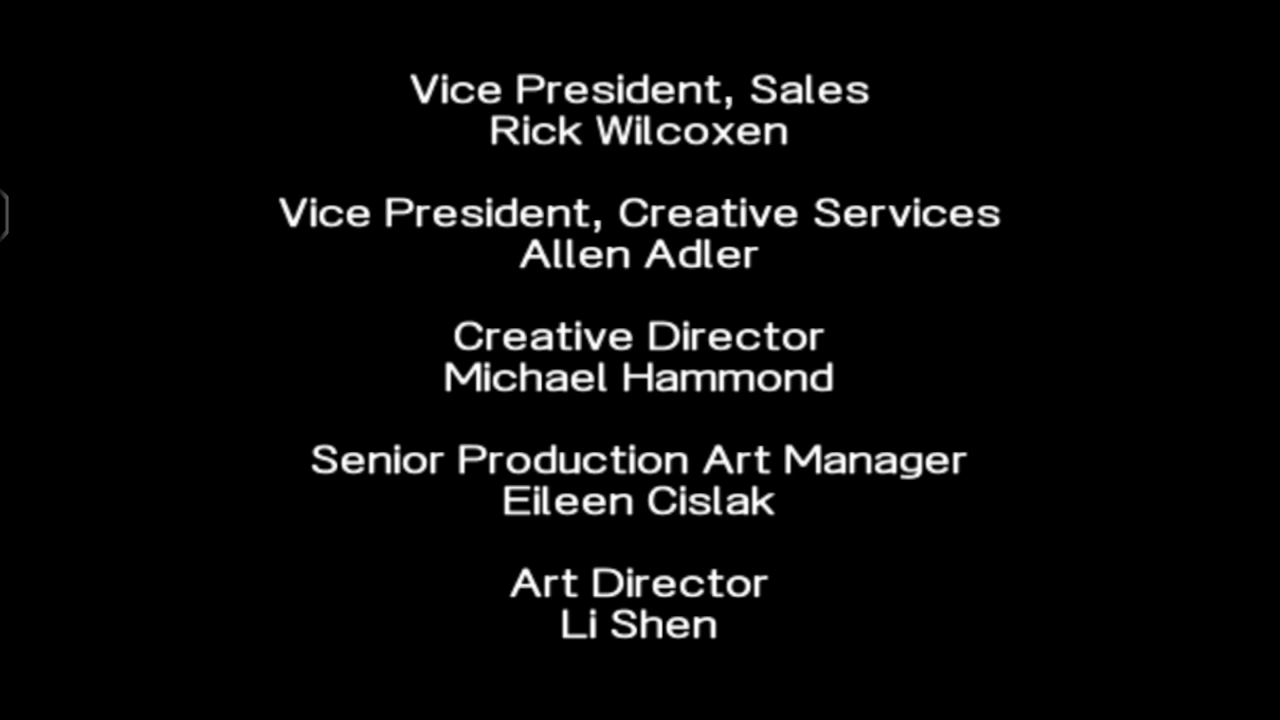 Vice President, Sales
Rick Wilcoxen
Vice President, Creative Services
Allen Adler
Creative Director
Michael Hammond
Senior Production Art Manager
Eileen Cislak
Art Director
Li Shen